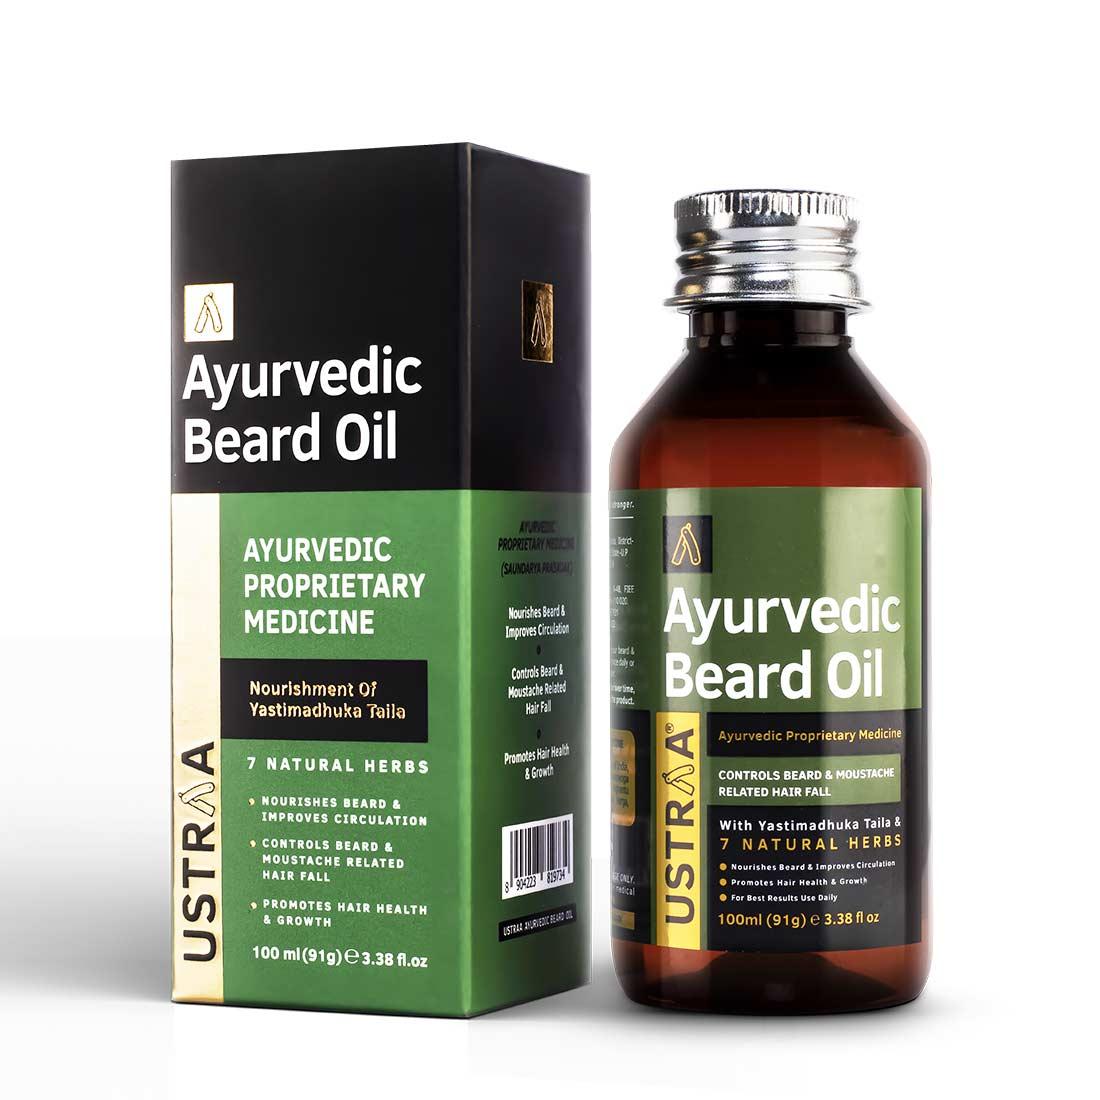 Ayurvedic
Beard Oil
AYURVEDIC
PROPRIETARY
MEDICINE
Nourishment Of
Yastimadhuka Taila
7 NATURAL HERBS
NOURISHES BEARD &
IMPROVES CIRCULATION
CONTROLS BEARD &
MOUSTACHE RELATED
HAIR FALL
PROMOTES HAIR HEALTH
& GROWTH
100 ml (91g) ℮ 3.38 fl.oz
USTRAA
AYURVEDIC
PROPRIETARY MEDICINE
Nourishes Beard &
Improves Circulation
Controls Beard &
Moustache Related
Hair Fall
Promotes Hair Health
& Growth
8 904223 819734
USTRAA AYURVEDIC BEARD OIL
stronger.
Ayurvedic
Beard Oil
USTRAA®
Ayurvedic Proprietary Medicine
CONTROLS BEARD & MOUSTACHE
RELATED HAIR FALL
With Yastimadhuka Taila &
7 NATURAL HERBS
Nourishes Beard & Improves Circulation
Promotes Hair Health & Growth
For Best Results Use Daily
100ml (91g) ℮ 3.38 fl oz